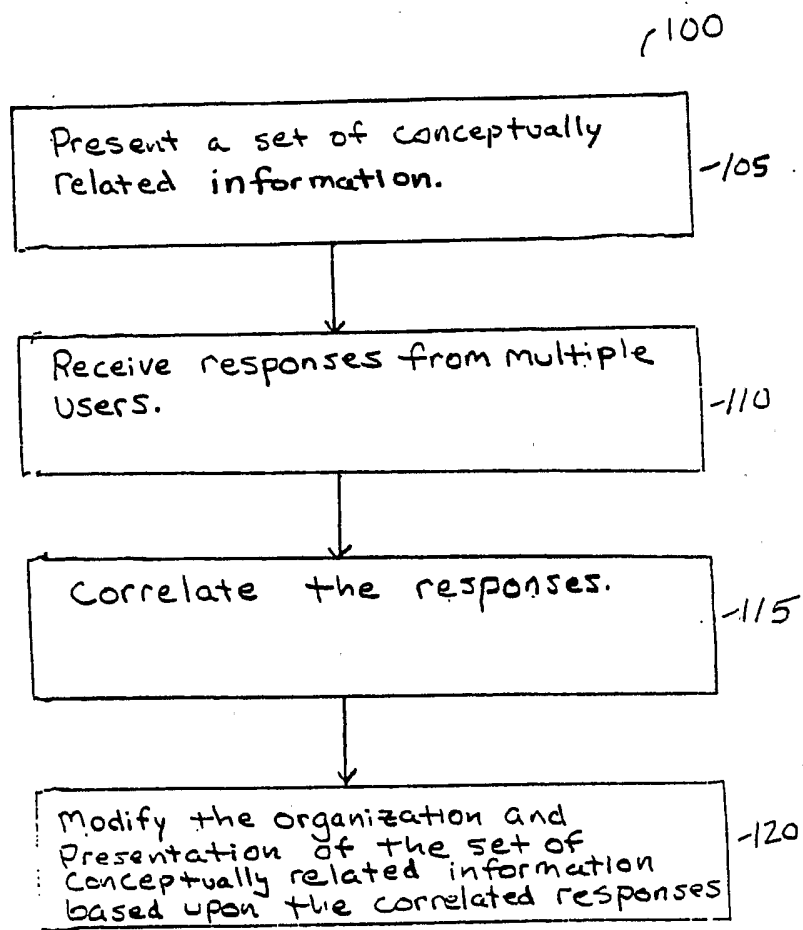 100
Present a set of conceptually
related information.
-105
Receive responses from multiple
users.
-110
Correlate the responses.
-115
Modify the organization and
Presentation of the set of
conceptually related information
based upon the correlated responses
-120